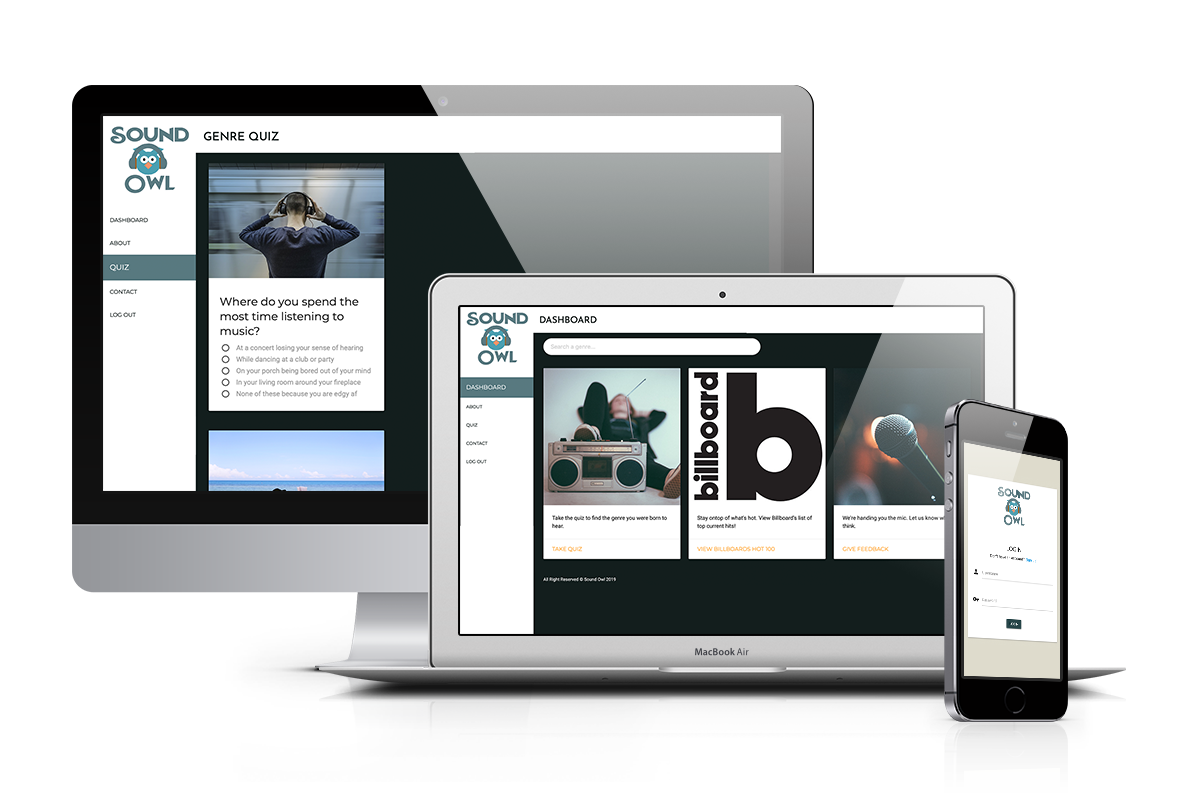 SOUND
OWL
GENRE QUIZ
DASHBOARD
ABOUT
QUIZ
CONTACT
LOG OUT
Where do you spend the
most time listening to
music?
At a concert losing your sense of hearing
While dancing at a club or party
On your porch being bored out of your mind
In your living room around your fireplace
None of these because you are edgy af
SOUND
OWL
DASHBOARD
Search a genre...
DASHBOARD
ABOUT
QUIZ
CONTACT
LOG OUT
billboard
b
Take the quiz to find the genre you were born to
hear.
TAKE QUIZ
Stay ontop of what's hot. View Billboard's list of
top current hits!
VIEW BILLBOARDS HOT 100
We're handing you the mic. Let us know
think.
GIVE FEEDBACK
All Right Reserved © Sound Owl 2019
MacBook Air
SOUND
OWL
LOGIN